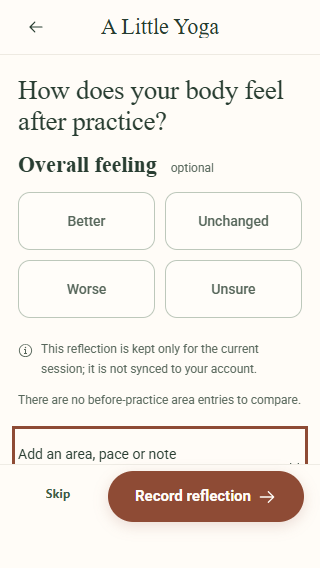 A Little Yoga
How does your body feel
after practice?
Overall feeling optional
Better
Unchanged
Worse
Unsure
This reflection is kept only for the current
session; it is not synced to your account.
There are no before-practice area entries to compare.
Add an area, pace or note
Skip
Record reflection